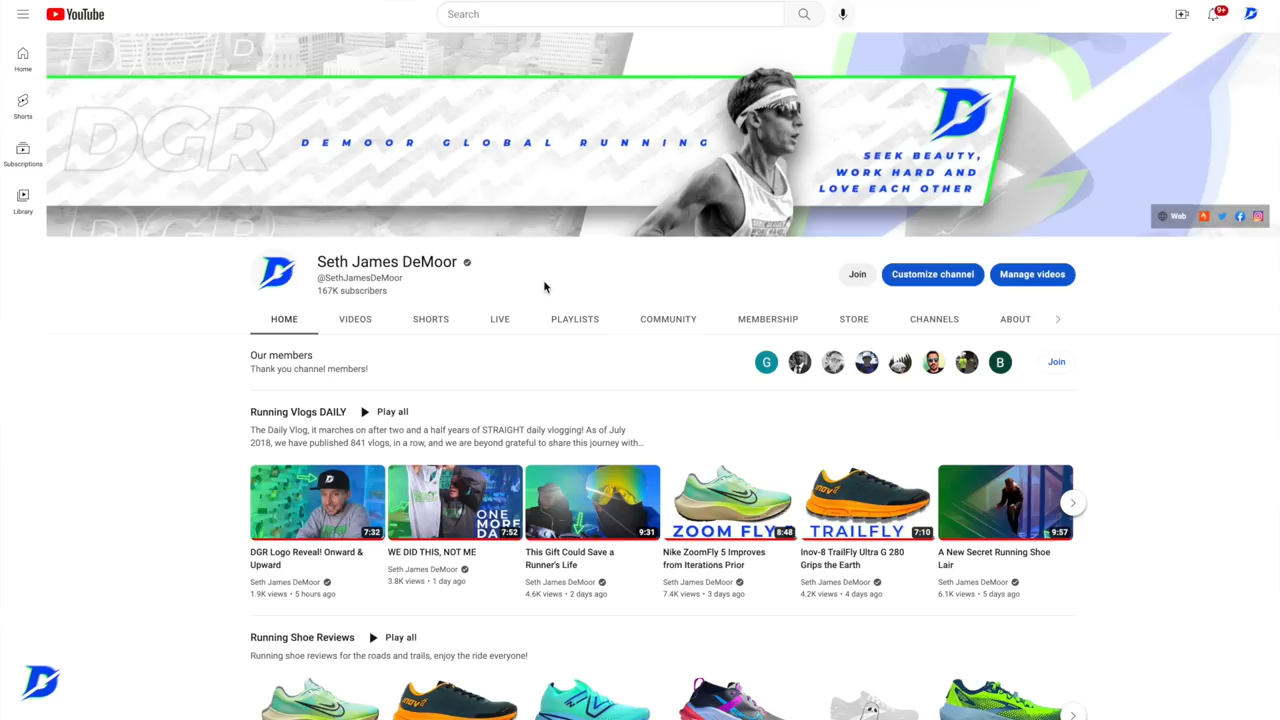 YouTube
Search
9+
Home
Shorts
Subscriptions
Library
DGR
DGR
DGR
DEMOOR GLOBAL RUNNING
SEEK BEAUTY,
WORK HARD AND
LOVE EACH OTHER
Web
Seth James DeMoor
@SethJamesDeMoor
167K subscribers
Join
Customize channel
Manage videos
HOME
VIDEOS
SHORTS
LIVE
PLAYLISTS
COMMUNITY
MEMBERSHIP
STORE
CHANNELS
ABOUT
Our members
Thank you channel members!
G
B
Join
Running Vlogs DAILY
Play all
The Daily Vlog, it marches on after two and a half years of STRAIGHT daily vlogging! As of July
2018, we have published 841 vlogs, in a row, and we are beyond grateful to share this journey with...
7:32
ONE
MORE
DA
7:52
9:31
ZOOM FLY
8:48
inov8
TRAILFLY
7:10
9:57
DGR Logo Reveal! Onward &
Upward
Seth James DeMoor
1.9K views • 5 hours ago
WE DID THIS, NOT ME
Seth James DeMoor
3.8K views • 1 day ago
This Gift Could Save a
Runner's Life
Seth James DeMoor
4.6K views • 2 days ago
Nike ZoomFly 5 Improves
from Iterations Prior
Seth James DeMoor
7.4K views • 3 days ago
Inov-8 TrailFly Ultra G 280
Grips the Earth
Seth James DeMoor
4.2K views • 4 days ago
A New Secret Running Shoe
Lair
Seth James DeMoor
6.1K views • 5 days ago
Running Shoe Reviews
Play all
Running shoe reviews for the roads and trails, enjoy the ride everyone!